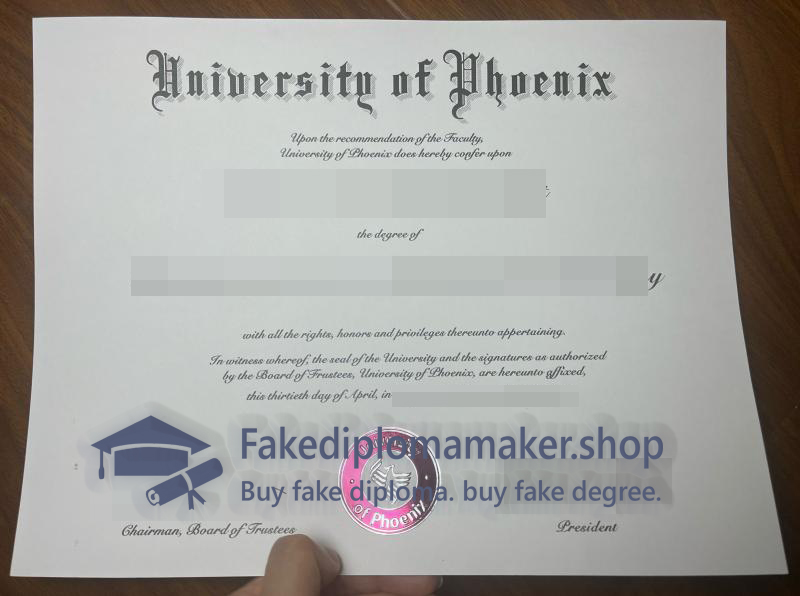 University of Phoenix
Upon the recommendation of the Faculty,
University of Phoenix does hereby confer upon
the degree of
y
with all the rights, honors and privileges thereunto appertaining.
In witness whereof, the seal of the University and the signatures as authorized
by the Board of Trustees, University of Phoenix, are hereunto affixed,
this thirtieth day of April, in
Fakediplomamaker.shop
Buy fake diploma. buy fake degree.
University
of Phoenix
Chairman, Board of Trustees
President